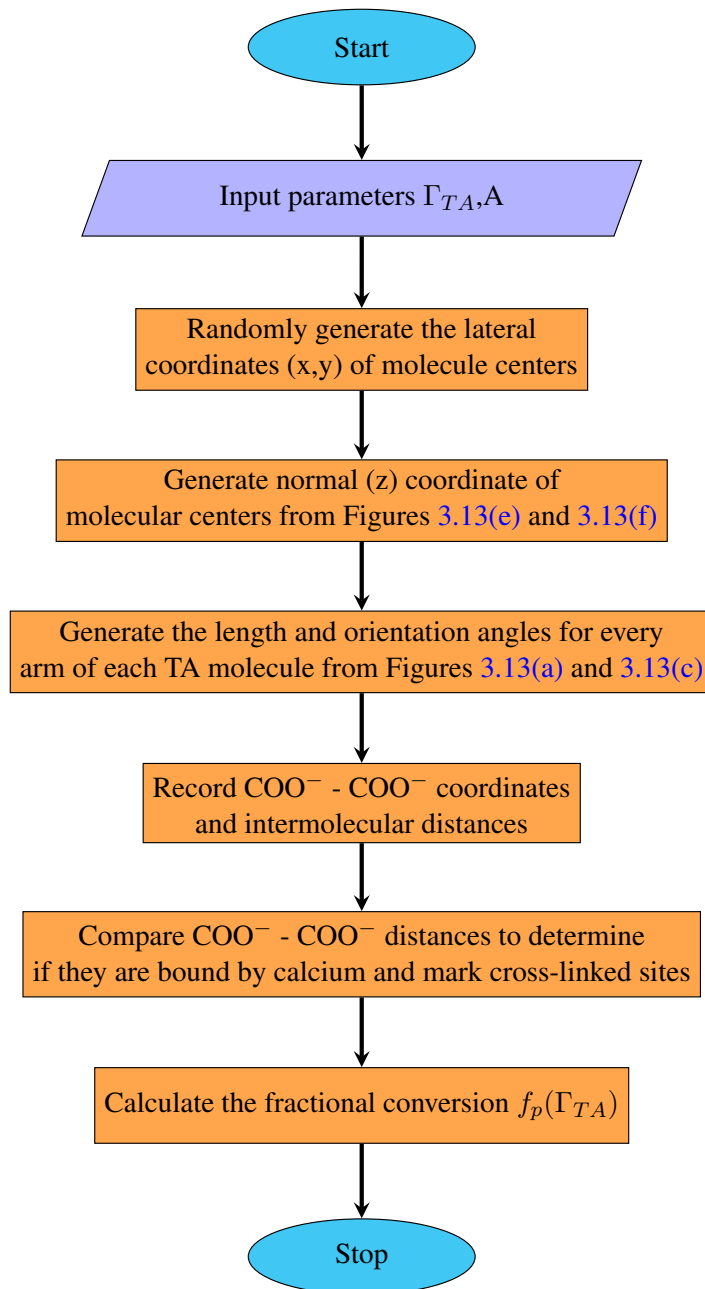 Start
Input parameters Γ_{TA},A
Randomly generate the lateral
coordinates (x,y) of molecule centers
Generate normal (z) coordinate of
molecular centers from Figures 3.13(e) and 3.13(f)
Generate the length and orientation angles for every
arm of each TA molecule from Figures 3.13(a) and 3.13(c)
Record COO⁻ - COO⁻ coordinates
and intermolecular distances
Compare COO⁻ - COO⁻ distances to determine
if they are bound by calcium and mark cross-linked sites
Calculate the fractional conversion f_p(Γ_{TA})
Stop